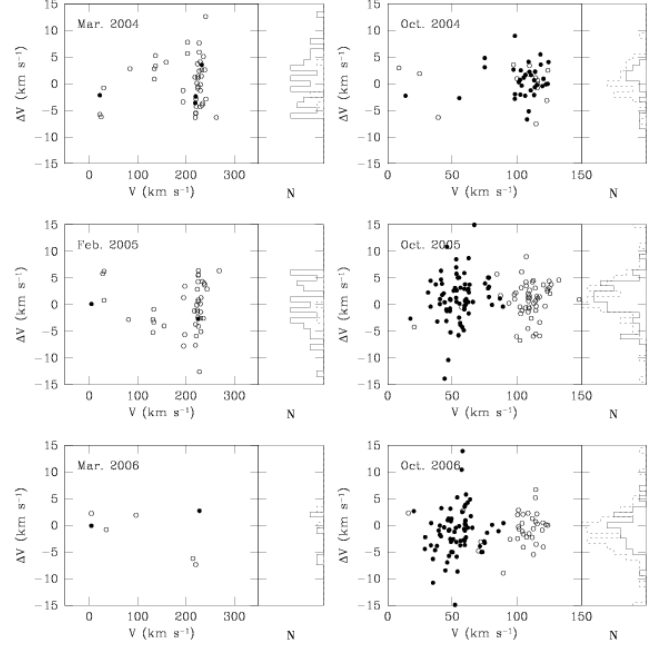 Mar. 2004
15
10
5
0
−5
−10
−15
ΔV (km s⁻¹)
0 100 200 300
V (km s⁻¹)
N
Oct. 2004
15
10
5
0
−5
−10
−15
ΔV (km s⁻¹)
0 50 100 150
V (km s⁻¹)
N
Feb. 2005
15
10
5
0
−5
−10
−15
ΔV (km s⁻¹)
0 100 200 300
V (km s⁻¹)
N
Oct. 2005
15
10
5
0
−5
−10
−15
ΔV (km s⁻¹)
0 50 100 150
V (km s⁻¹)
N
Mar. 2006
15
10
5
0
−5
−10
−15
ΔV (km s⁻¹)
0 100 200 300
V (km s⁻¹)
N
Oct. 2006
15
10
5
0
−5
−10
−15
ΔV (km s⁻¹)
0 50 100 150
V (km s⁻¹)
N